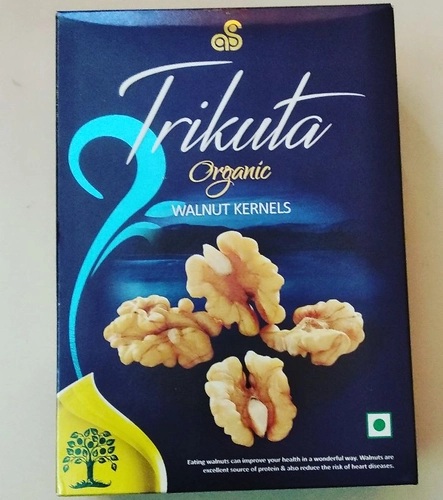 Trikuta
Organic
WALNUT KERNELS
Eating walnuts can improve your health in a wonderful way. Walnuts are
excellent source of protein & also reduce the risk of heart diseases.